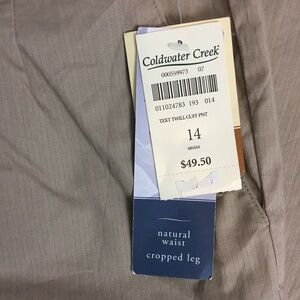 Coldwater Creek
000559973 07
011024783 193 014
TEXT TWILL CUFF PNT
14
MISSES
$49.50
natural
waist
cropped leg